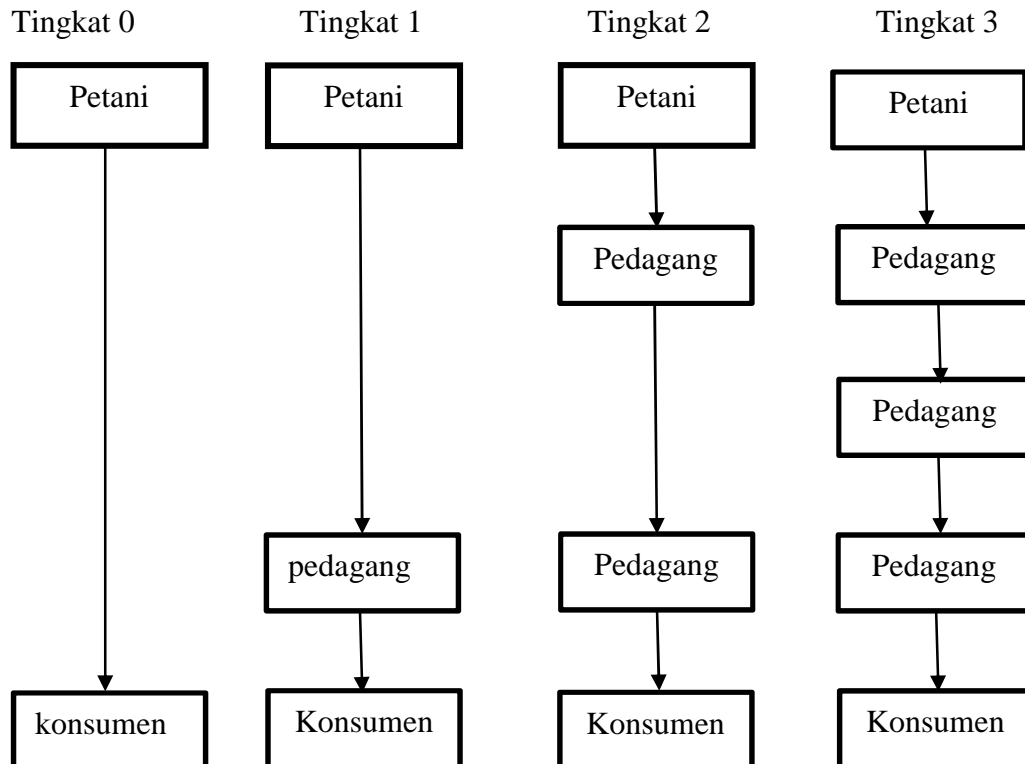 Tingkat 0 Tingkat 1 Tingkat 2 Tingkat 3
Petani Petani Petani Petani
Pedagang Pedagang
Pedagang
pedagang Pedagang Pedagang
konsumen Konsumen Konsumen Konsumen